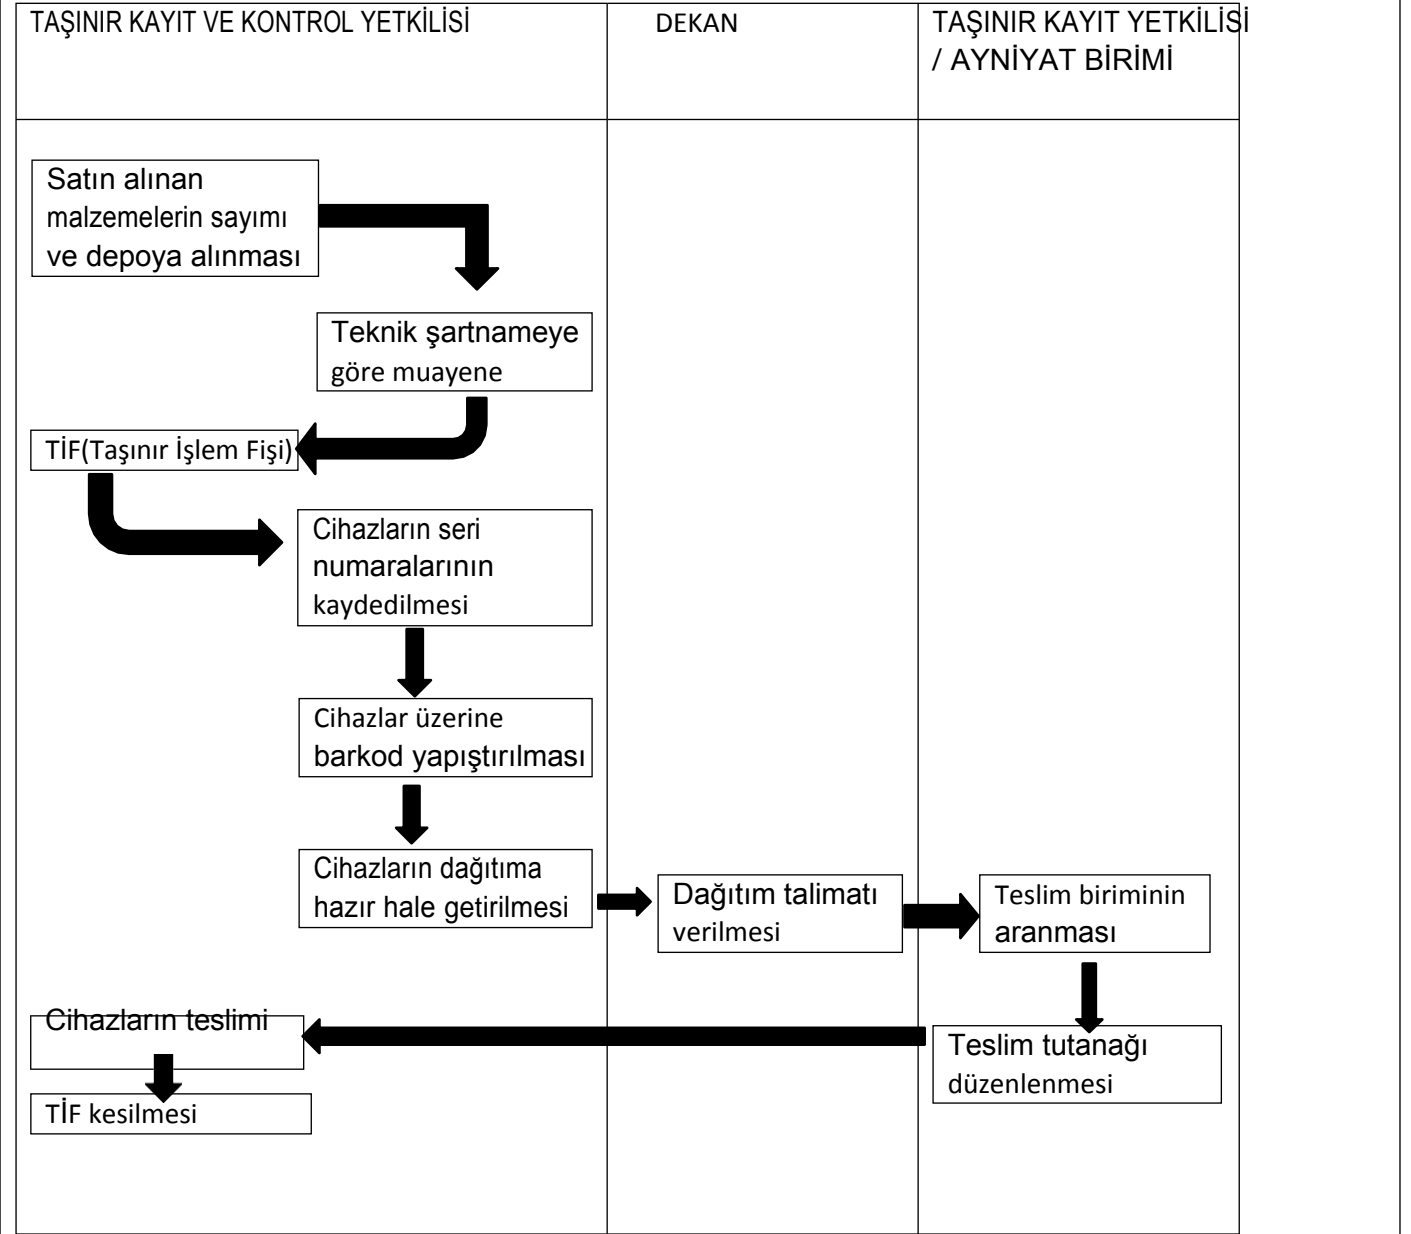 TAŞINIR KAYIT VE KONTROL YETKİLİSİ
DEKAN
TAŞINIR KAYIT YETKİLİSİ
/ AYNİYAT BİRİMİ
Satın alınan
malzemelerin sayımı
ve depoya alınması
Teknik şartnameye
göre muayene
TİF(Taşınır İşlem Fişi)
Cihazların seri
numaralarının
kaydedilmesi
Cihazlar üzerine
barkod yapıştırılması
Cihazların dağıtıma
hazır hale getirilmesi
Dağıtım talimatı
verilmesi
Teslim biriminin
aranması
Teslim tutanağı
düzenlenmesi
Cihazların teslimi
TİF kesilmesi